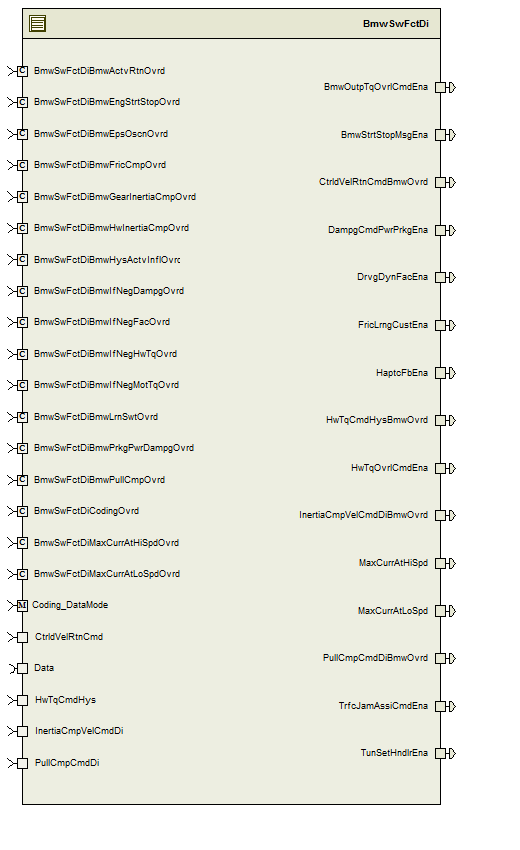 BmwSwFctDi
C BmwSwFctDiBmwActvRtnOvrd
C BmwSwFctDiBmwEngStrtStopOvrd
C BmwSwFctDiBmwEpsOscnOvrd
C BmwSwFctDiBmwFricCmpOvrd
C BmwSwFctDiBmwGearInertiaCmpOvrd
C BmwSwFctDiBmwHwInertiaCmpOvrd
C BmwSwFctDiBmwHysActvInflOvrc
C BmwSwFctDiBmwIfNegDampgOvrd
C BmwSwFctDiBmwIfNegFacOvrd
C BmwSwFctDiBmwIfNegHwTqOvrd
C BmwSwFctDiBmwIfNegMotTqOvrd
C BmwSwFctDiBmwLrnSwtOvrd
C BmwSwFctDiBmwPrkgPwrDampgOvrd
C BmwSwFctDiBmwPullCmpOvrd
C BmwSwFctDiCodingOvrd
C BmwSwFctDiMaxCurrAtHiSpdOvrd
C BmwSwFctDiMaxCurrAtLoSpdOvrd
M Coding_DataMode
CtrldVelRtnCmd
Data
HwTqCmdHys
InertiaCmpVelCmdDi
PullCmpCmdDi
BmwOutpTqOvrlCmdEna
BmwStrtStopMsgEna
CtrldVelRtnCmdBmwOvrd
DampgCmdPwrPrkgEna
DrvgDynFacEna
FricLrngCustEna
HaptcFbEna
HwTqCmdHysBmwOvrd
HwTqOvrlCmdEna
InertiaCmpVelCmdDiBmwOvrd
MaxCurrAtHiSpd
MaxCurrAtLoSpd
PullCmpCmdDiBmwOvrd
TrfcJamAssiCmdEna
TunSetHndlrEna